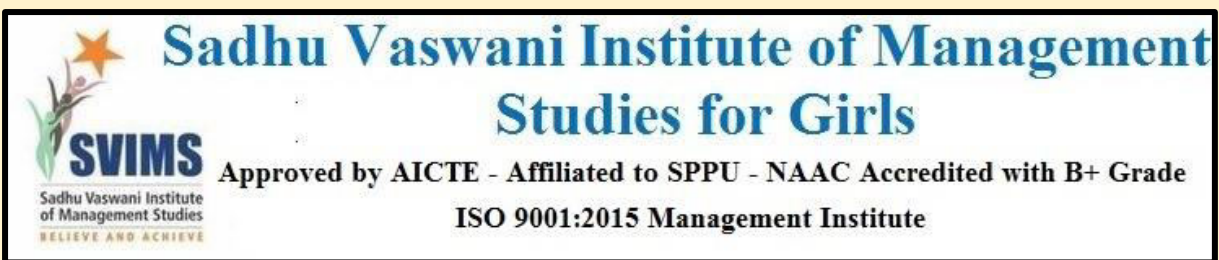 Sadhu Vaswani Institute of Management
Studies for Girls
SVIMS
Sadhu Vaswani Institute
of Management Studies
BELIEVE AND ACHIEVE
Approved by AICTE - Affiliated to SPPU - NAAC Accredited with B+ Grade
ISO 9001:2015 Management Institute